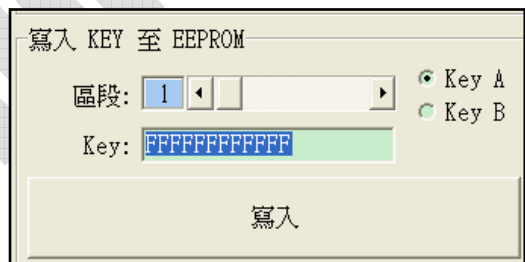 寫入 KEY 至 EEPROM
區段: 1
Key A
Key B
Key: FFFFFFFFFFFF
寫入